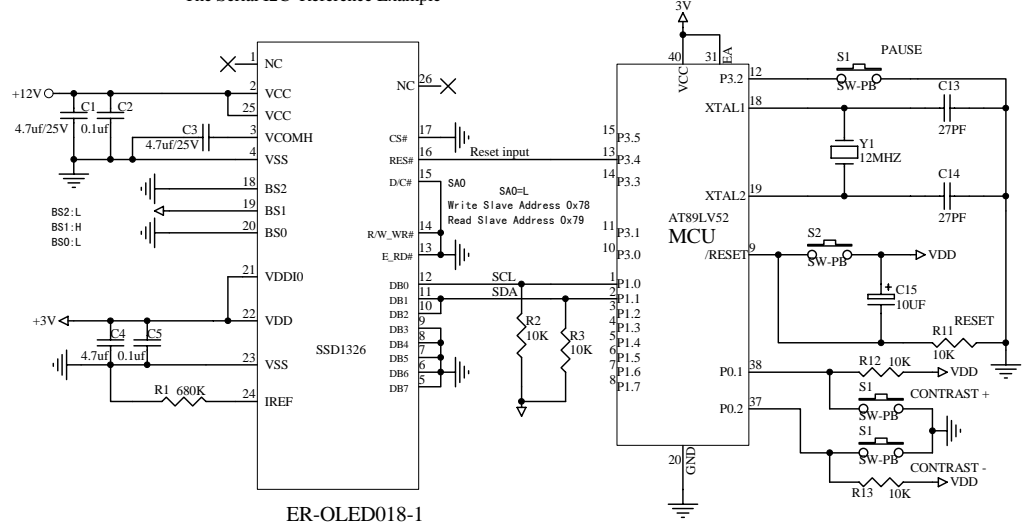 3V
+12V
C1
4.7uf/25V
C2
0.1uf
C3
4.7uf/25V
BS2:L
BS1:H
BS0:L
+3V
C4
4.7uf
C5
0.1uf
R1 680K
1 NC
2 VCC
25 VCC
3 VCOMH
4 VSS
18 BS2
19 BS1
20 BS0
21 VDDI0
22 VDD
23 VSS
24 IREF
SSD1326
NC 26
CS# 17
RES# 16
D/C# 15
R/W_WR# 14
E_RD# 13
DB0 12
DB1 11
DB2 10
DB3 9
DB4 8
DB5 7
DB6 6
DB7 5
ER-OLED018-1
Reset input
SA0
SA0=L
Write Slave Address 0x78
Read Slave Address 0x79
SCL
SDA
R2
10K
R3
10K
40 VCC
31 EA
15 P3.5
13 P3.4
14 P3.3
11 P3.1
10 P3.0
1 P1.0
2 P1.1
3 P1.2
4 P1.3
5 P1.4
6 P1.5
7 P1.6
8 P1.7
AT89LV52
MCU
20 GND
P3.2 12
XTAL1 18
XTAL2 19
/RESET 9
P0.1 38
P0.2 37
S1
PAUSE
SW-PB
C13
27PF
Y1
12MHZ
C14
27PF
S2
SW-PB
VDD
+
C15
10UF
R11
RESET
10K
R12 10K
VDD
S1
CONTRAST +
SW-PB
S1
SW-PB
CONTRAST -
VDD
R13 10K